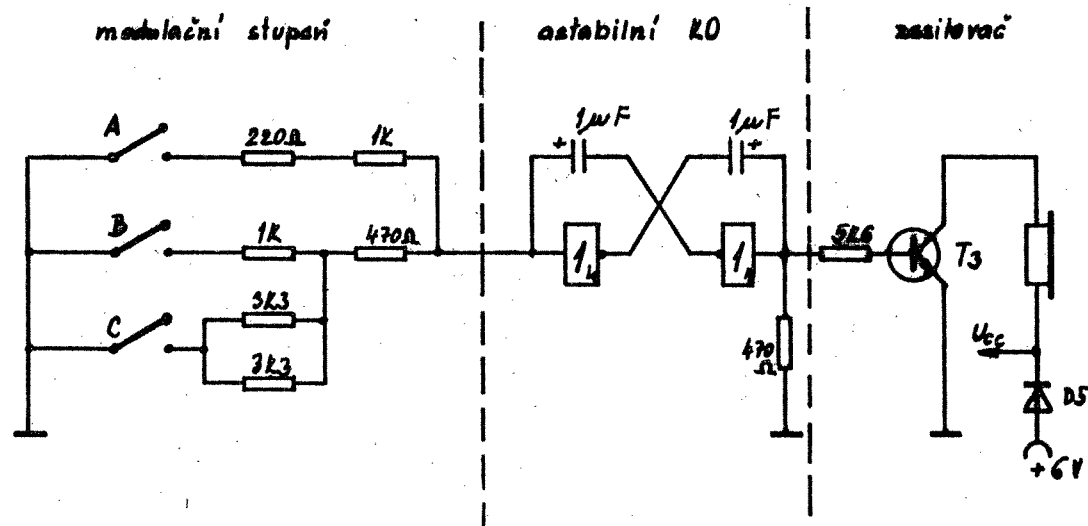 modulační stupeň
astabilní KO
zesilovač
A
220Ω
1K
+ 1μF
1μF +
B
1K
470Ω
1
1
5K6
T3
C
3K3
3K3
470 Ω
Ucc
D5
+6V